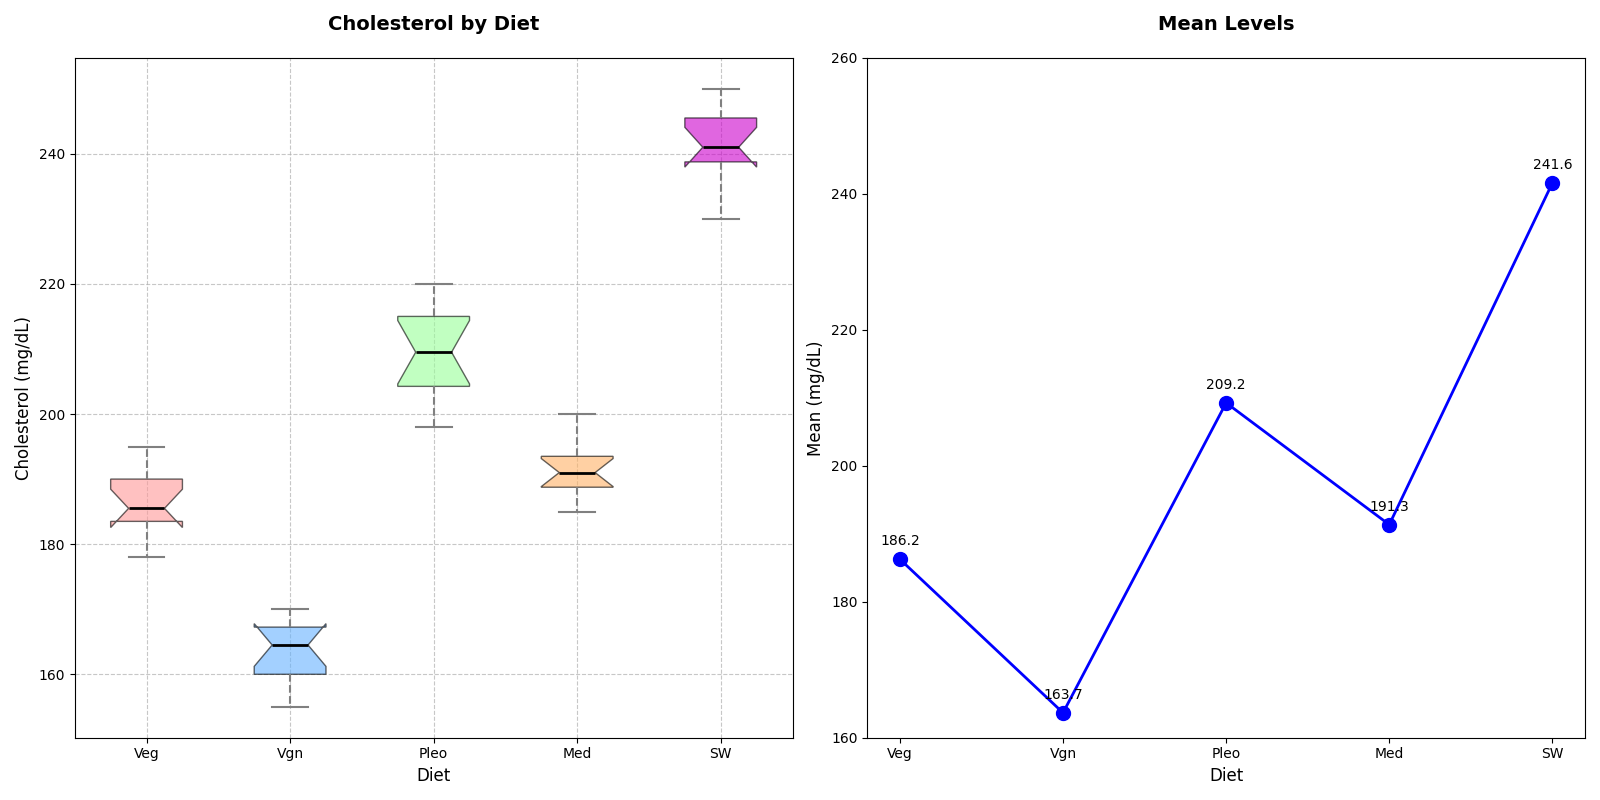 Cholesterol by Diet
Cholesterol (mg/dL)
240
220
200
180
160
Veg Vgn Pleo Med SW
Diet
Mean Levels
Mean (mg/dL)
260
240
220
200
180
160
186.2
163.7
209.2
191.3
241.6
Veg Vgn Pleo Med SW
Diet